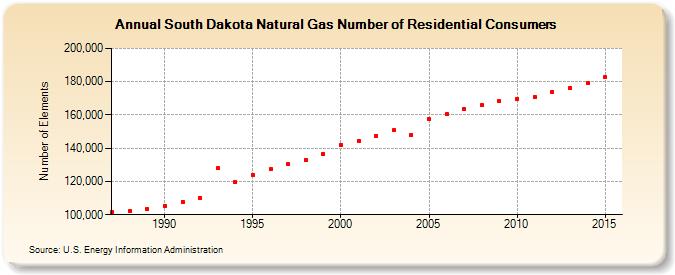 Annual South Dakota Natural Gas Number of Residential Consumers
Number of Elements
200,000
180,000
160,000
140,000
120,000
100,000
1990 1995 2000 2005 2010 2015
Source: U.S. Energy Information Administration